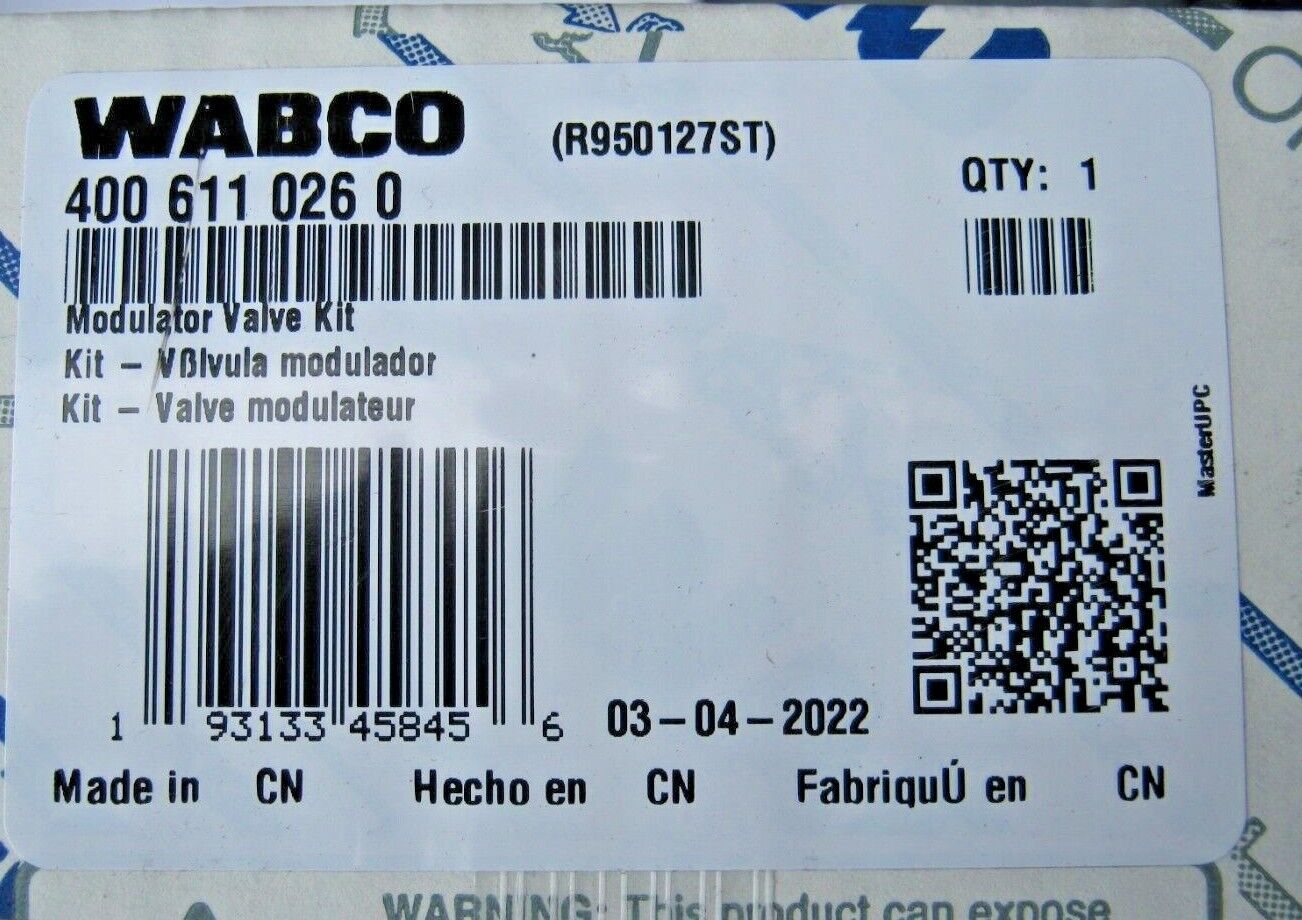 WABCO
(R950127ST)
400 611 026 0
QTY: 1
Modulator Valve Kit
Kit – Vßlvula modulador
Kit – Valve modulateur
MasterUPC
1 93133 45845 6
03-04-2022
Made in CN Hecho en CN FabriquÚ en CN
WARNING: This product can expose